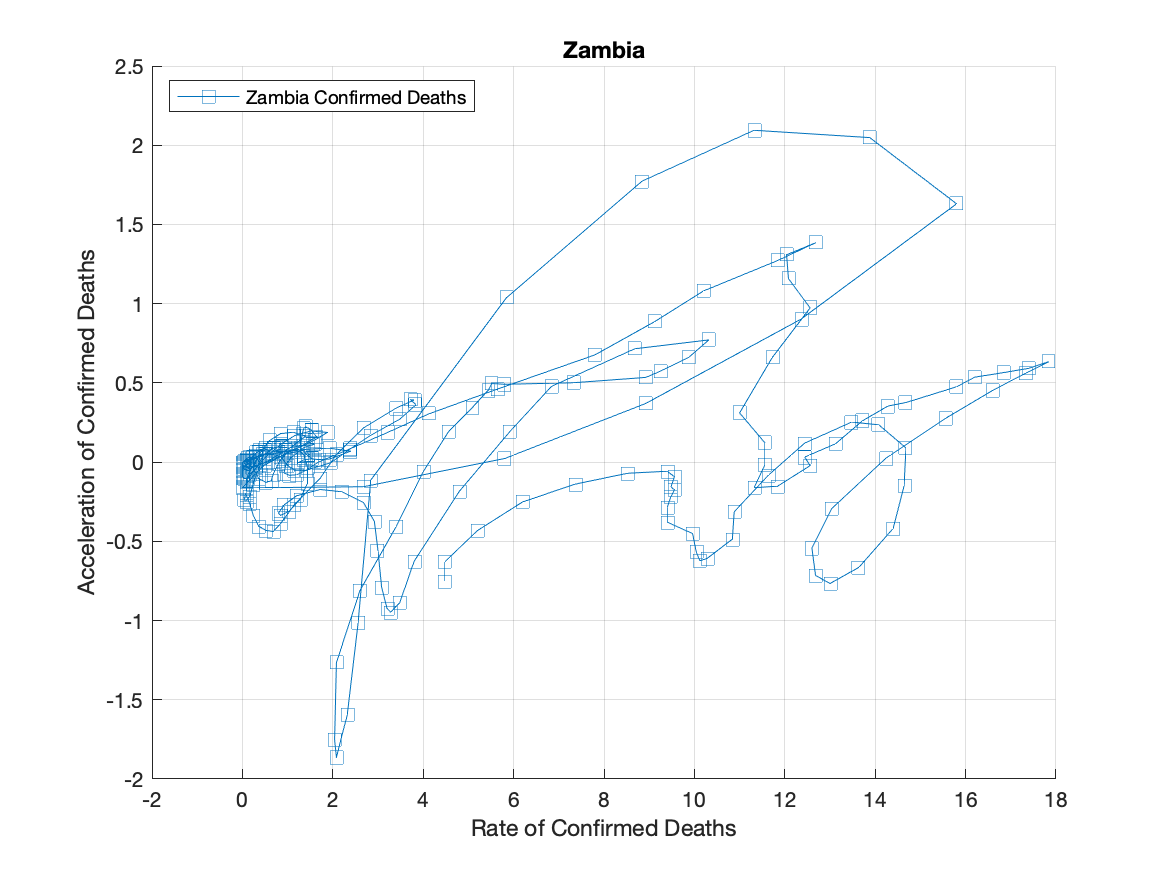 Zambia
2.5
Zambia Confirmed Deaths
2
1.5
1
0.5
0
-0.5
-1
-1.5
-2
Acceleration of Confirmed Deaths
-2 0 2 4 6 8 10 12 14 16 18
Rate of Confirmed Deaths